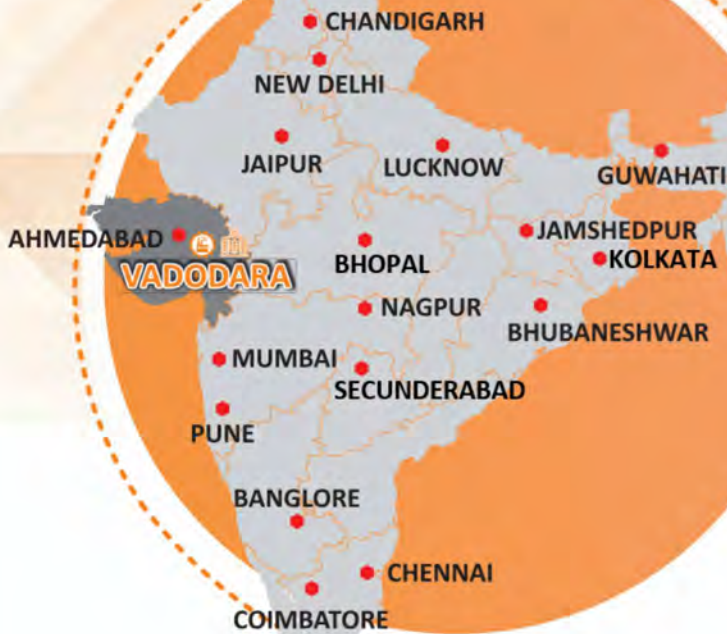 CHANDIGARH
NEW DELHI
JAIPUR
LUCKNOW
GUWAHATI
AHMEDABAD
JAMSHEDPUR
VADODARA
BHOPAL
KOLKATA
NAGPUR
BHUBANESHWAR
MUMBAI
SECUNDERABAD
PUNE
BANGLORE
CHENNAI
COIMBATORE